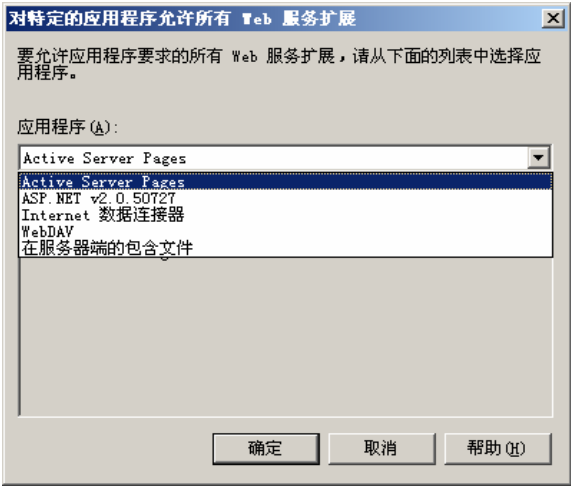 对特定的应用程序允许所有 Web 服务扩展
要允许应用程序要求的所有 Web 服务扩展，请从下面的列表中选择应
用程序。
应用程序(A):
Active Server Pages
Active Server Pages
ASP.NET v2.0.50727
Internet 数据连接器
WebDAV
在服务器端的包含文件
确定 取消 帮助(H)